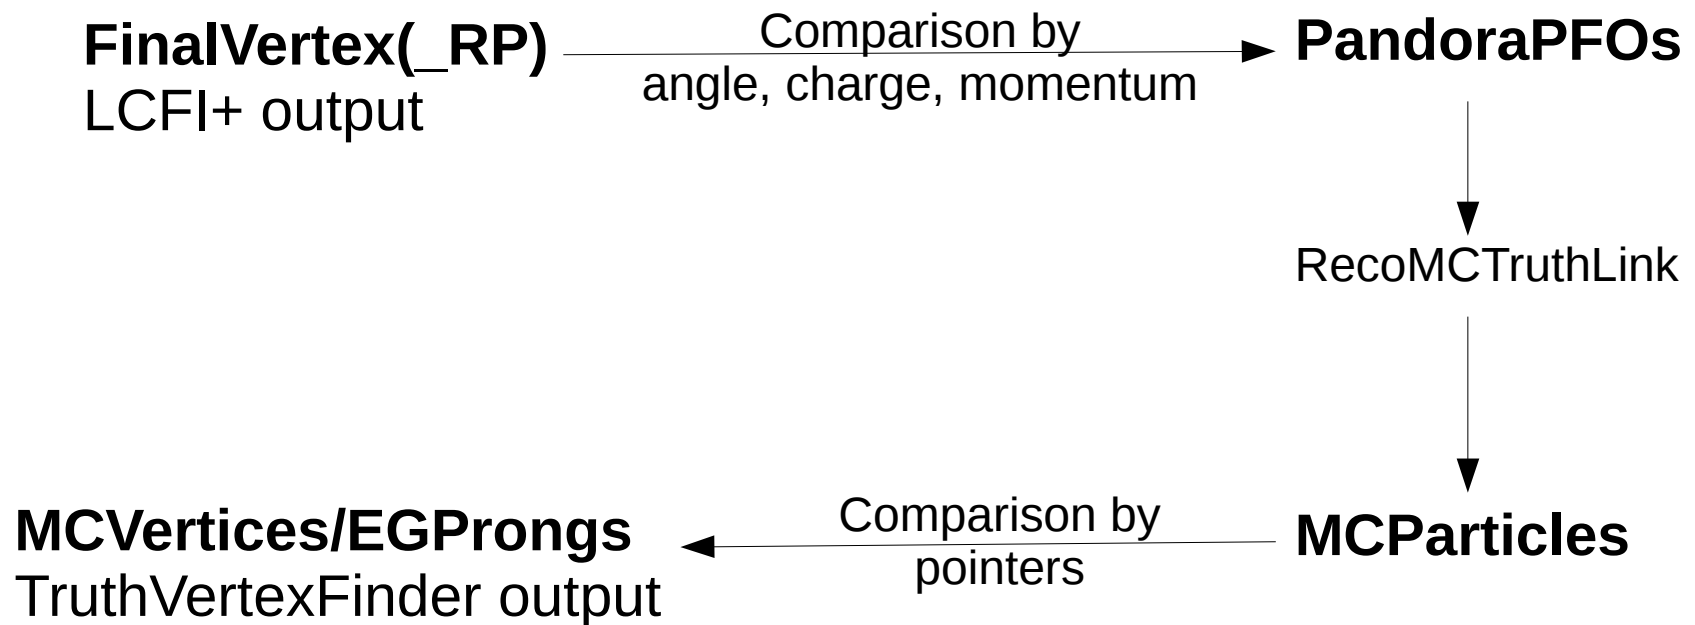 FinalVertex(_RP)
LCFI+ output
Comparison by
angle, charge, momentum
PandoraPFOs
RecoMCTruthLink
MCVertices/EGProngs
TruthVertexFinder output
Comparison by
pointers
MCParticles